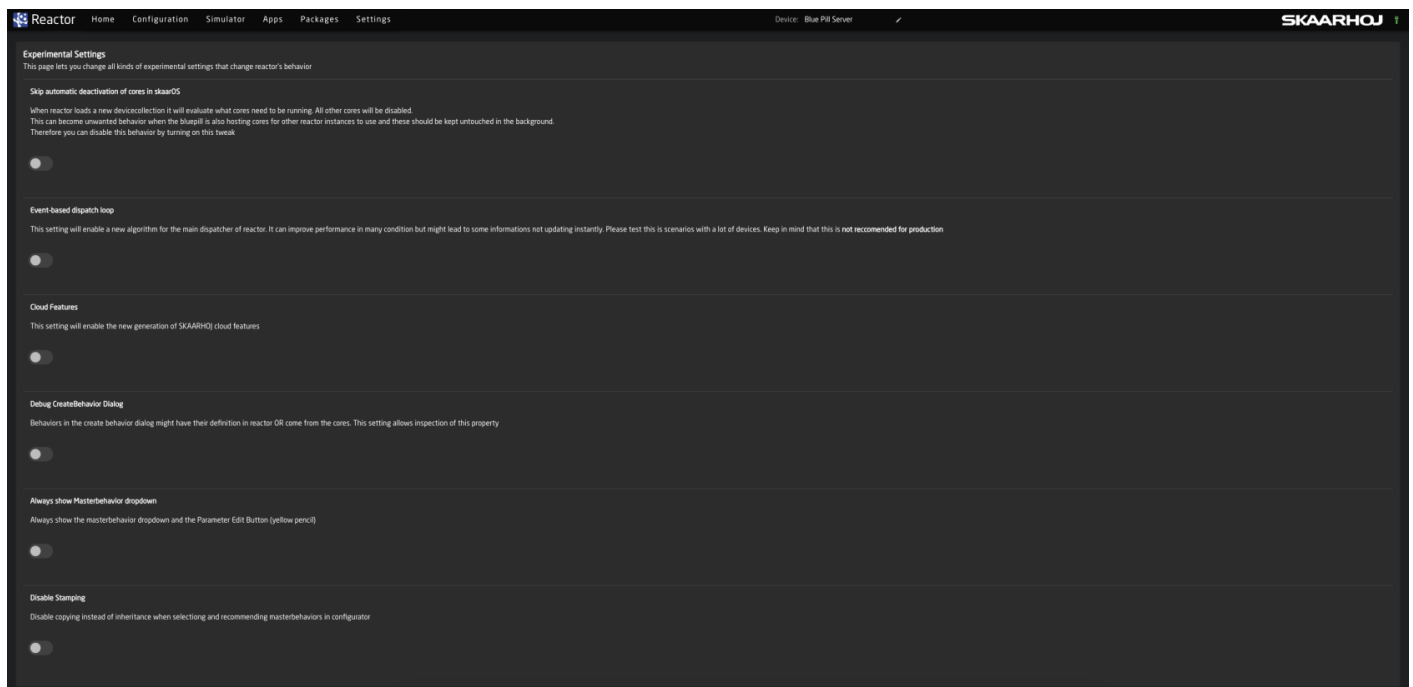 Reactor Home Configuration Simulator Apps Packages Settings Device: Blue Pill Server SKAARHOJ
Experimental Settings
This page lets you change all kinds of experimental settings that change reactor's behavior
Skip automatic deactivation of cores in skaarOS
When reactor loads a new devicecollection it will evaluate what cores need to be running. All other cores will be disabled.
This can become unwanted behavior when the bluepill is also hosting cores for other reactor instances to use and these should be kept untouched in the background.
Therefore you can disable this behavior by turning on this tweak
Event-based dispatch loop
This setting will enable a new algorithm for the main dispatcher of reactor. It can improve performance in many condition but might lead to some informations not updating instantly. Please test this is scenarios with a lot of devices. Keep in mind that this is not reccomended for production
Cloud Features
This setting will enable the new generation of SKAARHOJ cloud features
Debug CreateBehavior Dialog
Behaviors in the create behavior dialog might have their definition in reactor OR come from the cores. This setting allows inspection of this property
Always show Masterbehavior dropdown
Always show the masterbehavior dropdown and the Parameter Edit Button (yellow pencil)
Disable Stamping
Disable copying instead of inheritance when selectiong and recommending masterbehaviors in configurator